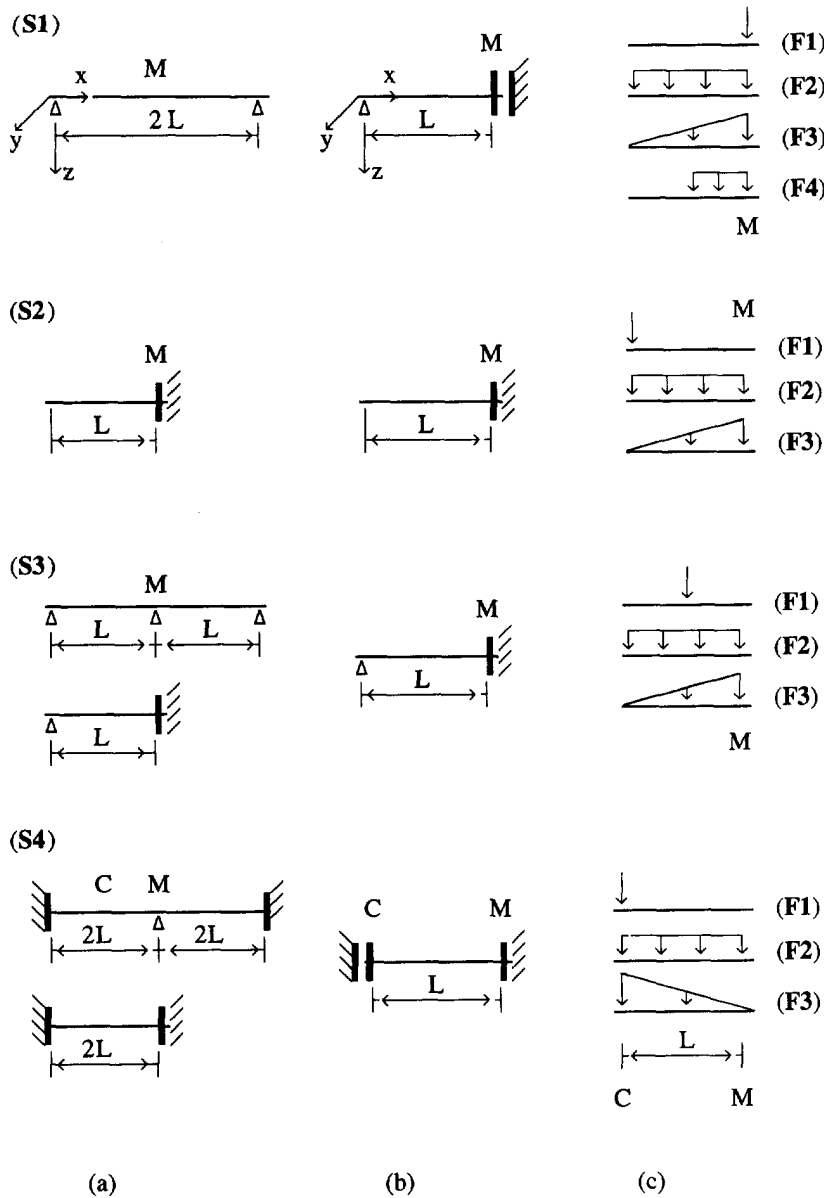 (S1)
M
x
y
2 L
z
M
x
L
y
z
(F1)
(F2)
(F3)
(F4)
M
(S2)
M
L
M
L
M
(F1)
(F2)
(F3)
(S3)
M
L
L
L
M
L
(F1)
(F2)
(F3)
M
(S4)
C M
2L 2L
2L
C M
L
(F1)
(F2)
(F3)
L
C M
(a) (b) (c)